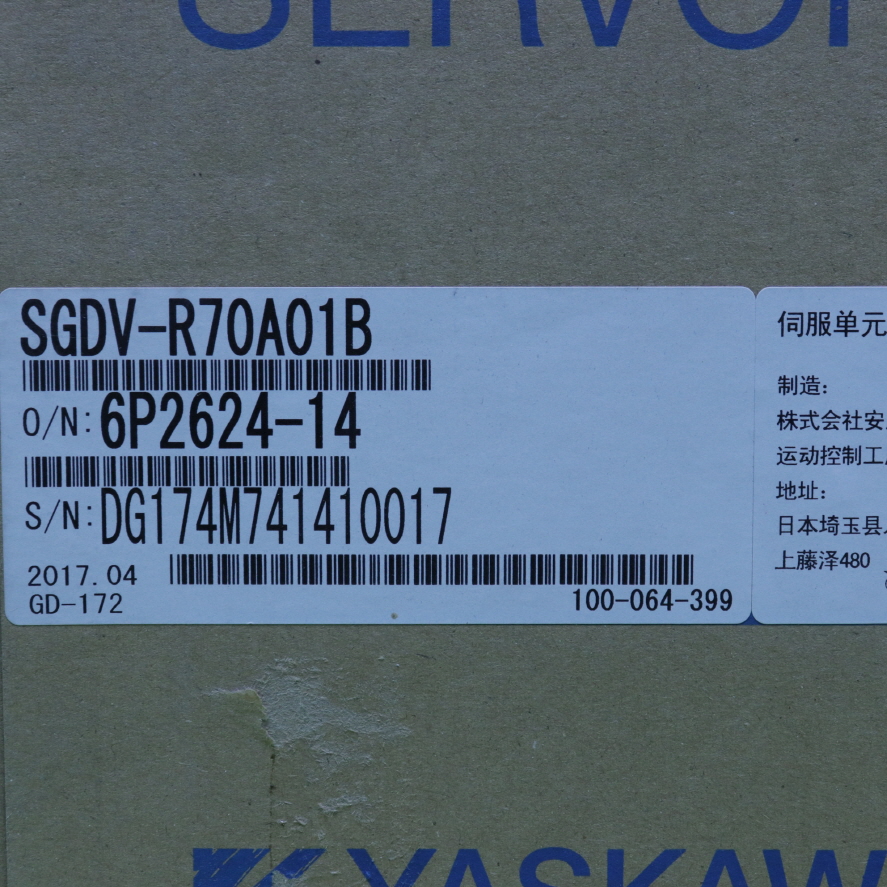 SERVO
SGDV-R70A01B
O/N: 6P2624-14
S/N: DG174M741410017
2017.04
GD-172
100-064-399
伺服单元
制造:
株式会社安
运动控制工
地址:
日本埼玉县
上藤泽480
YASKAW